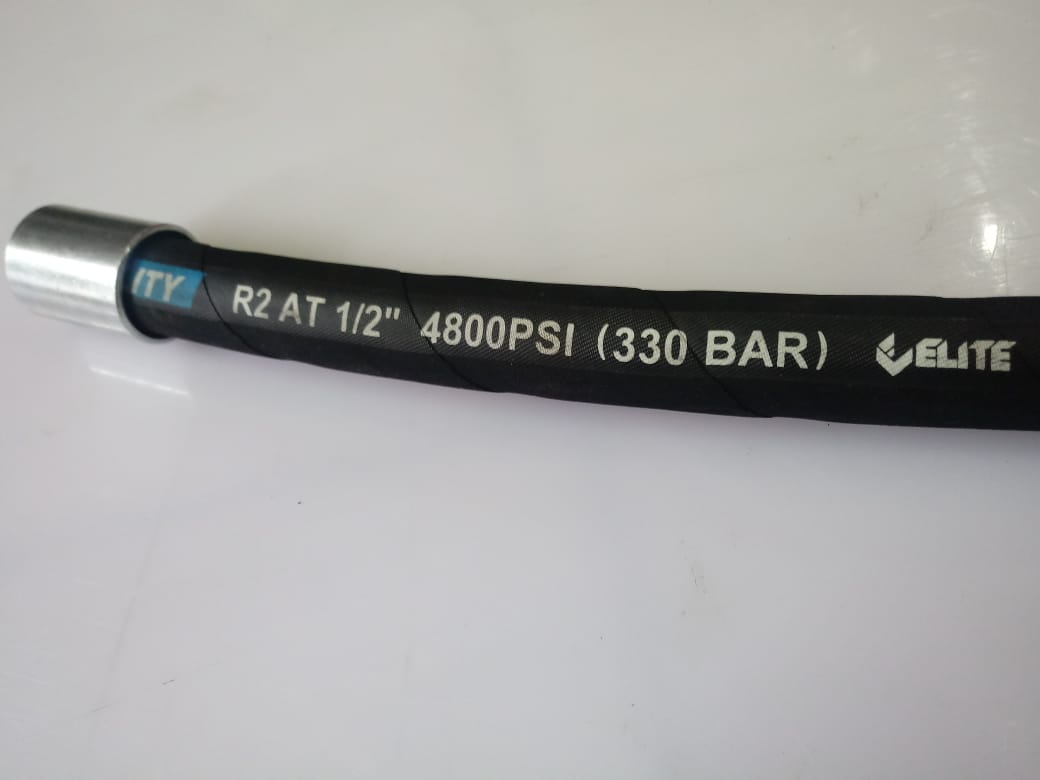 ITY R2 AT 1/2" 4800PSI (330 BAR) ELITE